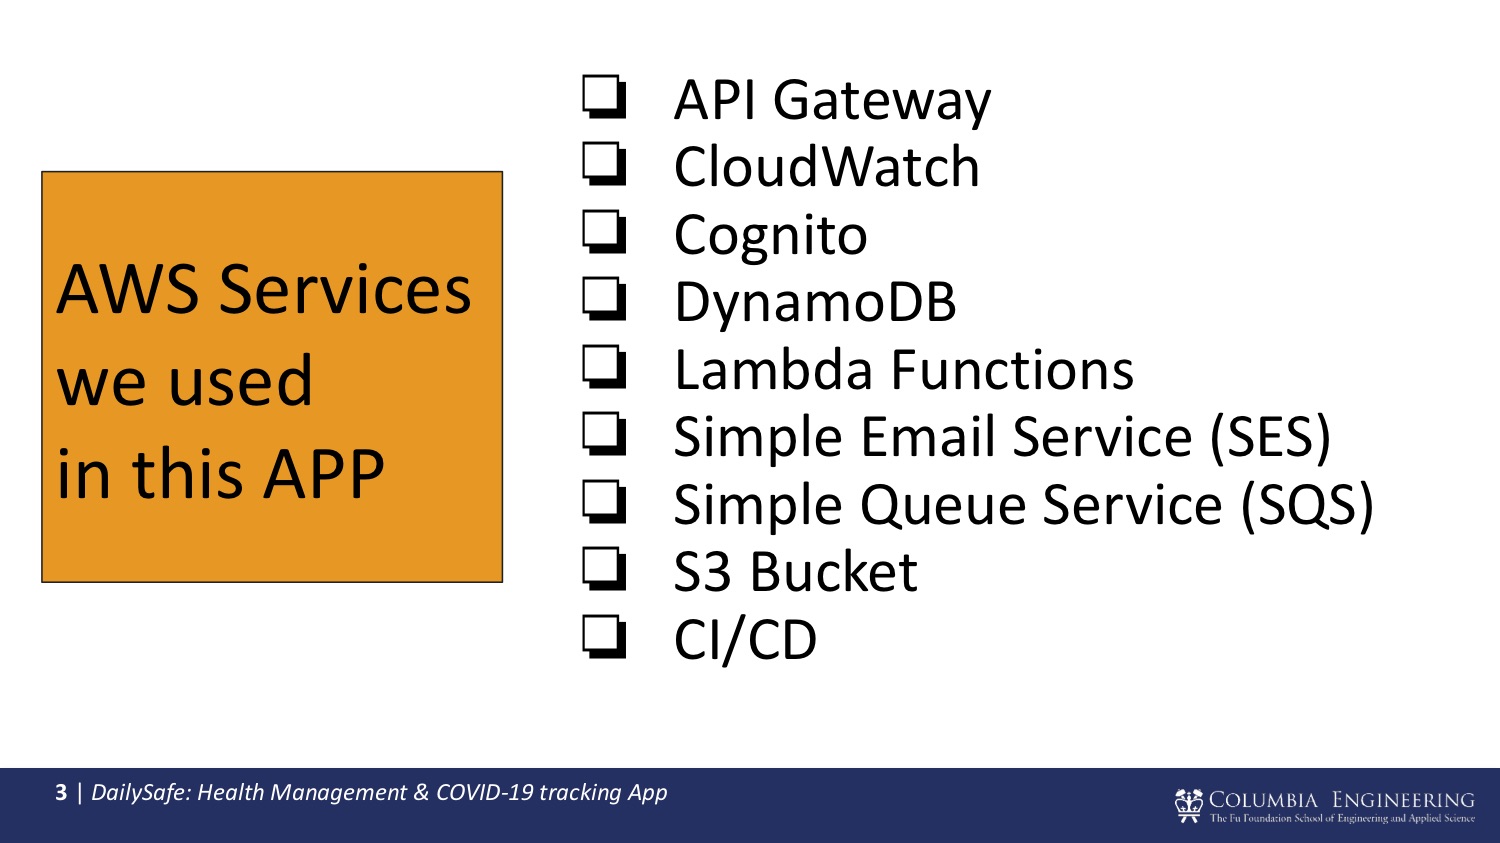 AWS Services
we used
in this APP
❏ API Gateway
❏ CloudWatch
❏ Cognito
❏ DynamoDB
❏ Lambda Functions
❏ Simple Email Service (SES)
❏ Simple Queue Service (SQS)
❏ S3 Bucket
❏ CI/CD
3 | DailySafe: Health Management & COVID-19 tracking App
COLUMBIA ENGINEERING
The Fu Foundation School of Engineering and Applied Science